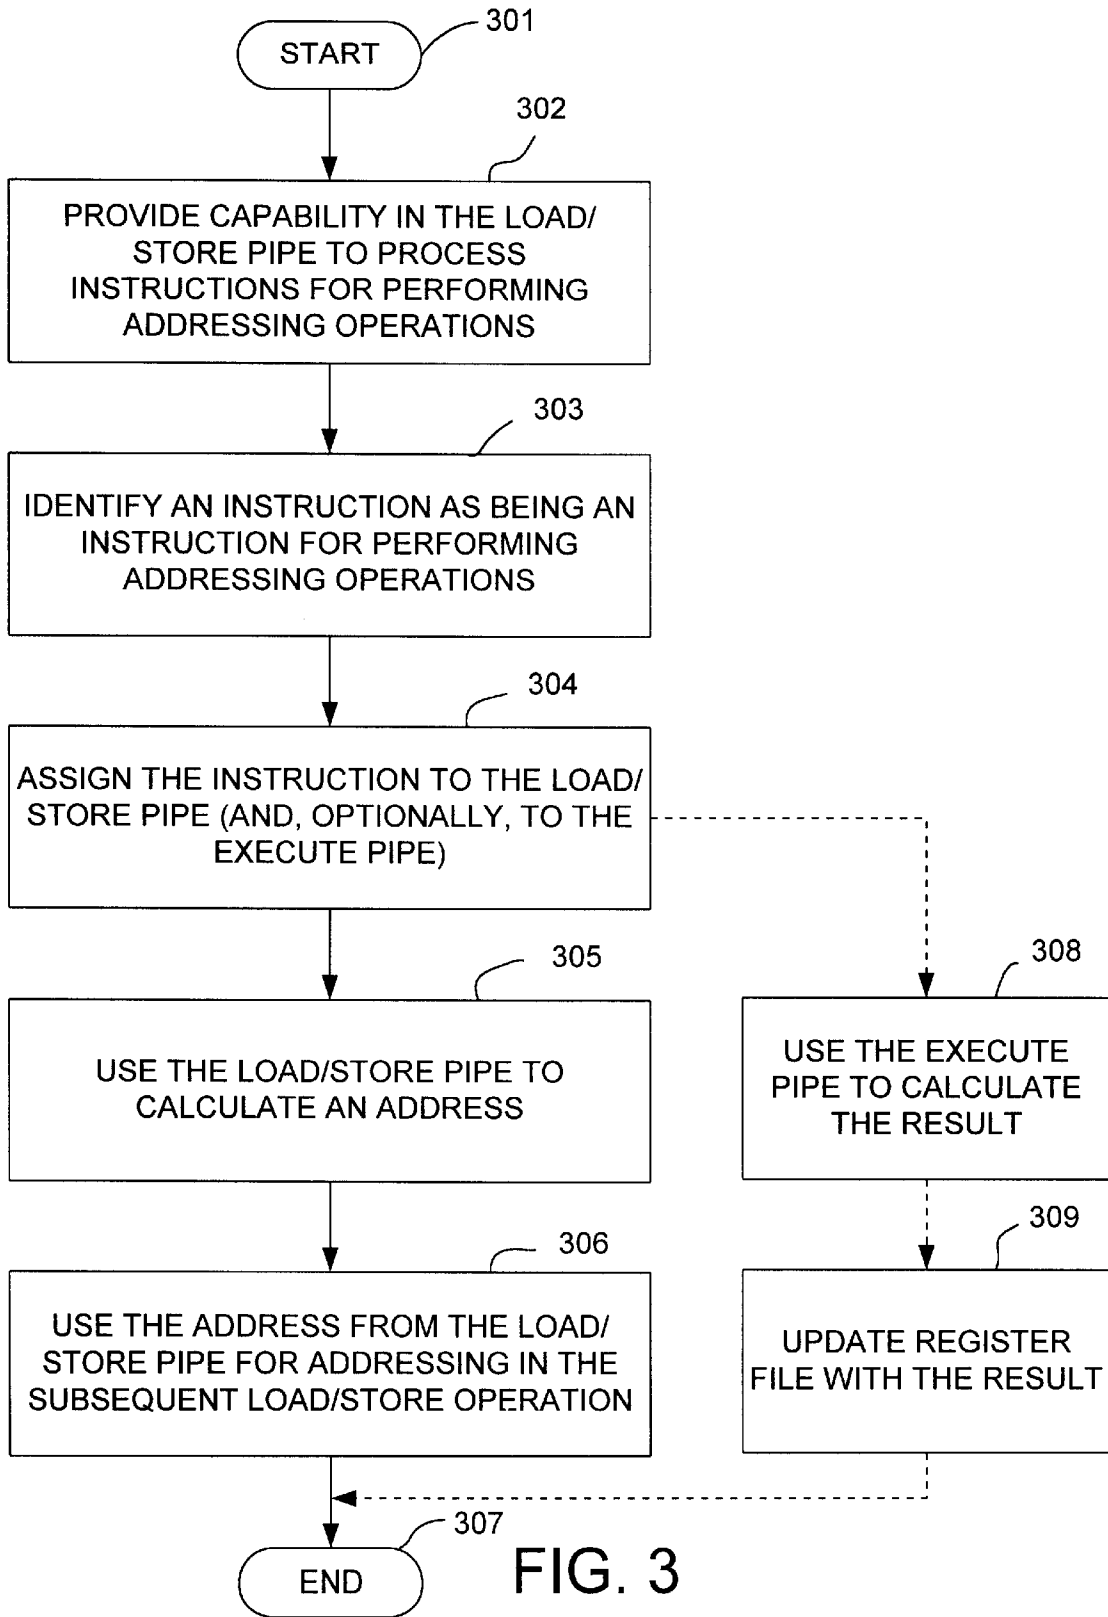 301
START
302
PROVIDE CAPABILITY IN THE LOAD/
STORE PIPE TO PROCESS
INSTRUCTIONS FOR PERFORMING
ADDRESSING OPERATIONS
303
IDENTIFY AN INSTRUCTION AS BEING AN
INSTRUCTION FOR PERFORMING
ADDRESSING OPERATIONS
304
ASSIGN THE INSTRUCTION TO THE LOAD/
STORE PIPE (AND, OPTIONALLY, TO THE
EXECUTE PIPE)
305
USE THE LOAD/STORE PIPE TO
CALCULATE AN ADDRESS
308
USE THE EXECUTE
PIPE TO CALCULATE
THE RESULT
306
USE THE ADDRESS FROM THE LOAD/
STORE PIPE FOR ADDRESSING IN THE
SUBSEQUENT LOAD/STORE OPERATION
309
UPDATE REGISTER
FILE WITH THE RESULT
307
END
FIG. 3